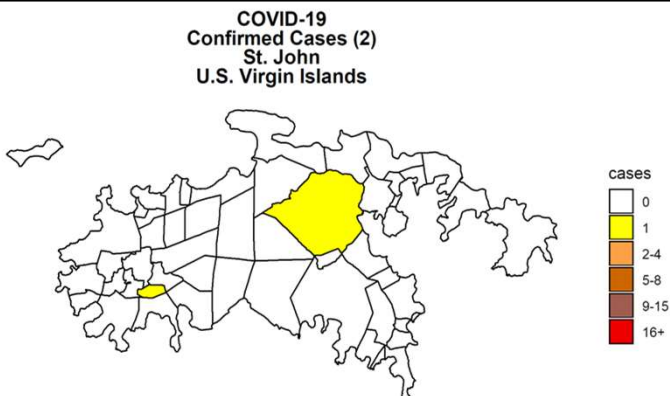 COVID-19
Confirmed Cases (2)
St. John
U.S. Virgin Islands
cases
0
1
2-4
5-8
9-15
16+